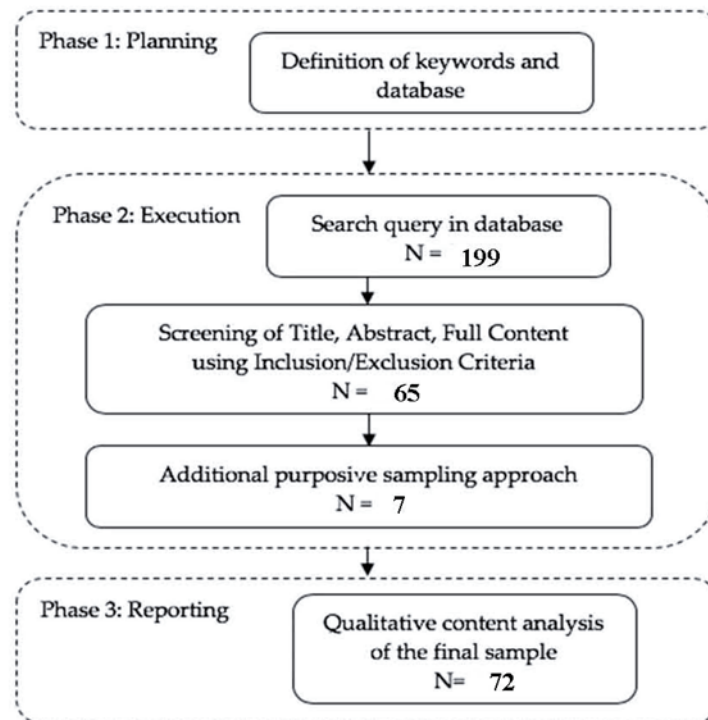 Phase 1: Planning
Definition of keywords and
database
Phase 2: Execution
Search query in database
N = 199
Screening of Title, Abstract, Full Content
using Inclusion/Exclusion Criteria
N = 65
Additional purposive sampling approach
N = 7
Phase 3: Reporting
Qualitative content analysis
of the final sample
N= 72